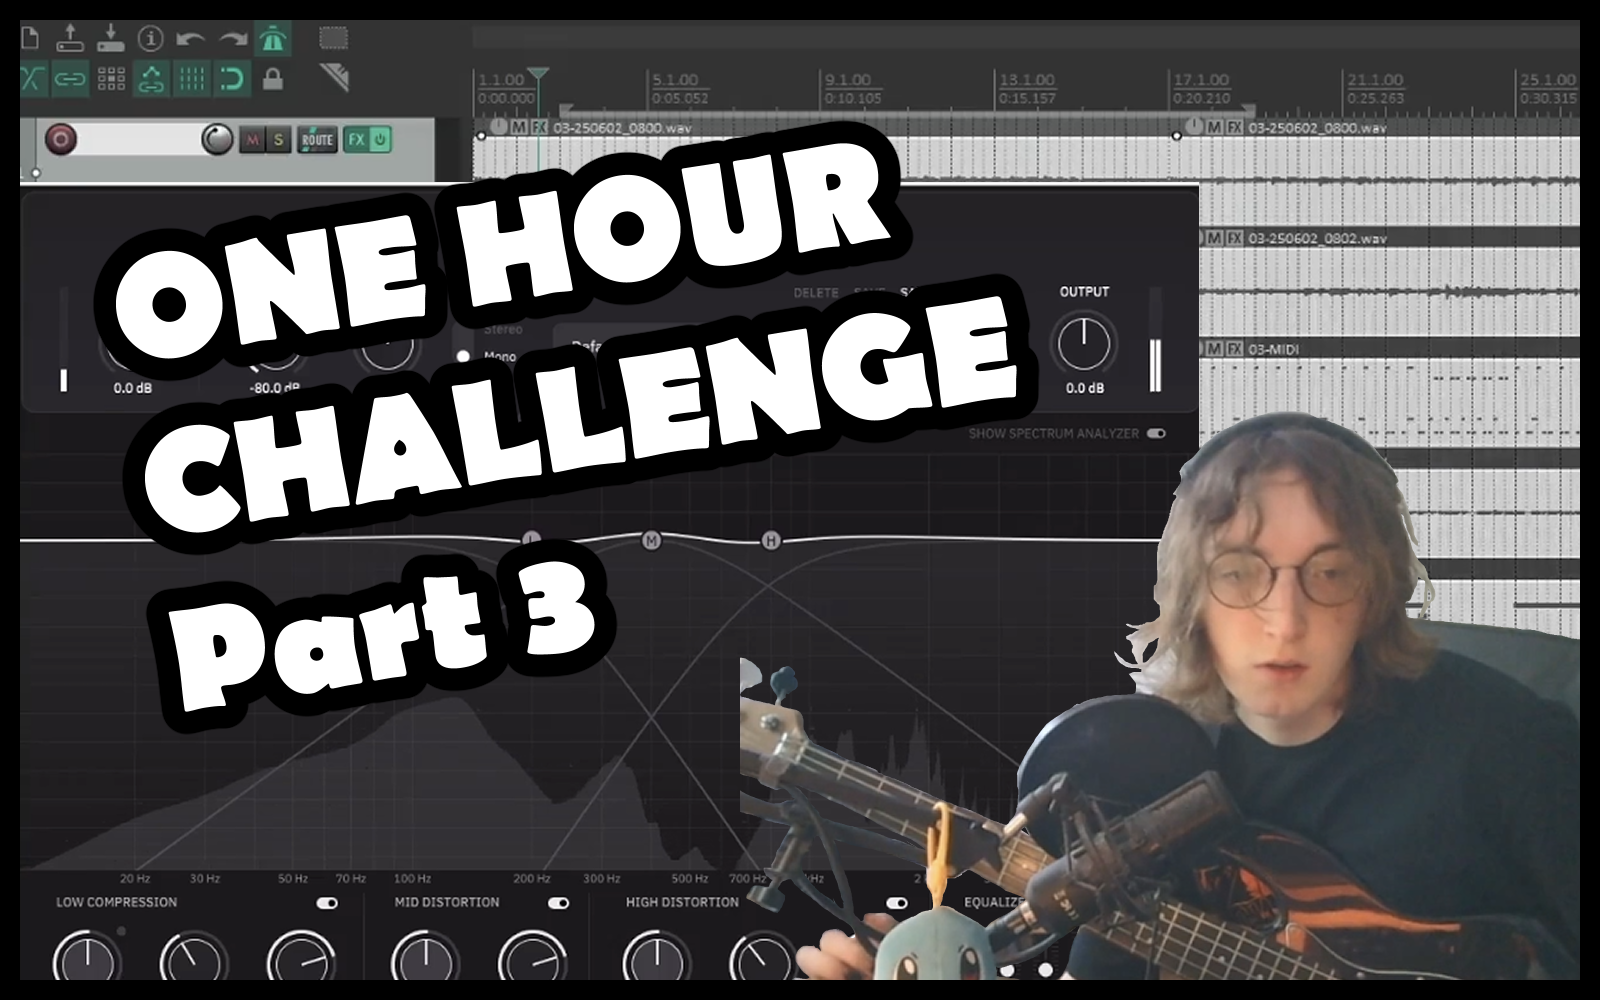 1.1.00 5.1.00 9.1.00 13.1.00 17.1.00 21.1.00 25.1.00
0:00.000 0:05.052 0:10.105 0:15.157 0:20.210 0:25.263 0:30.315
M FX 03-250602_0800.wav M FX 03-250602_0800.wav
M S ROUTE FX
ONE HOUR
CHALLENGE
Part 3
M FX 03-250602_0802.wav
DELETE
OUTPUT
Stereo
Mono
M FX 03-MIDI
0.0 dB -80.0 dB 0.0 dB
SHOW SPECTRUM ANALYZER
M H
20 Hz 30 Hz 50 Hz 70 Hz 100 Hz 200 Hz 300 Hz 500 Hz 700 Hz
LOW COMPRESSION MID DISTORTION HIGH DISTORTION